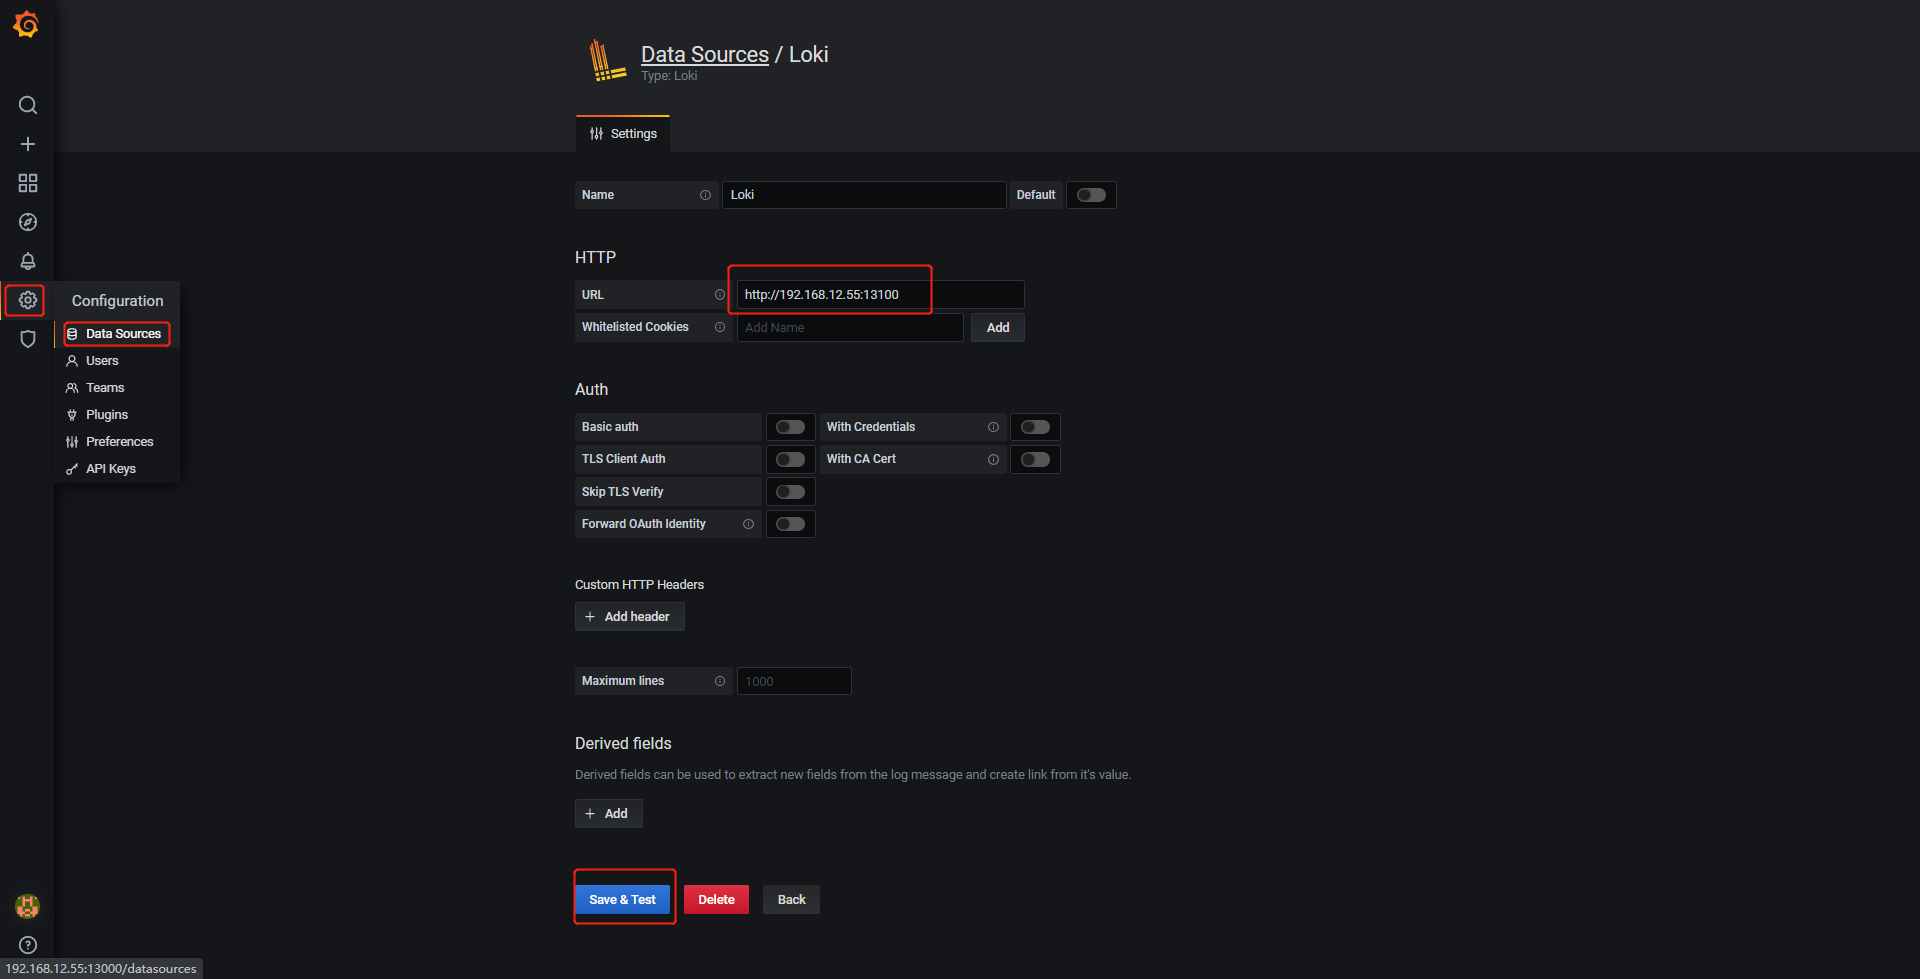 Data Sources / Loki
Type: Loki
Settings
Name
Loki
Default
HTTP
URL
http://192.168.12.55:13100
Whitelisted Cookies
Add Name
Add
Configuration
Data Sources
Users
Teams
Plugins
Preferences
API Keys
Auth
Basic auth
With Credentials
TLS Client Auth
With CA Cert
Skip TLS Verify
Forward OAuth Identity
Custom HTTP Headers
Add header
Maximum lines
1000
Derived fields
Derived fields can be used to extract new fields from the log message and create link from it's value.
Add
Save & Test
Delete
Back
192.168.12.55:13000/datasources